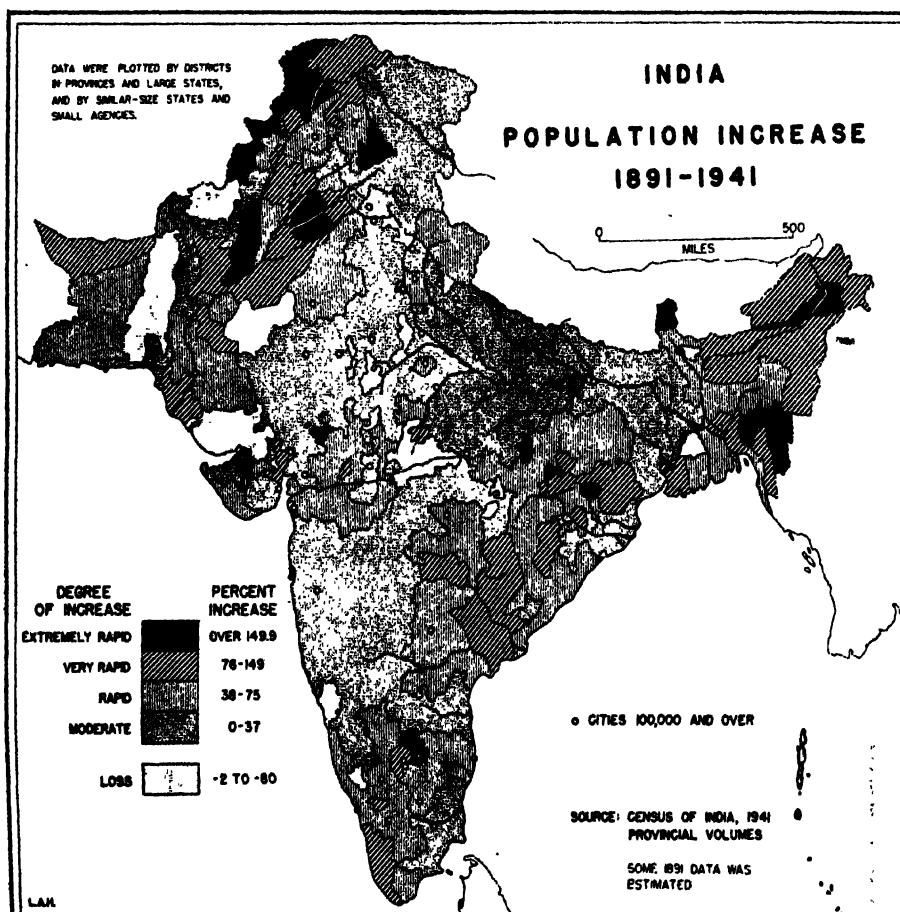 DATA WERE PLOTTED BY DISTRICTS
IN PROVINCES AND LARGE STATES,
AND BY SIMILAR-SIZE STATES AND
SMALL AGENCIES.
INDIA
POPULATION INCREASE
1891-1941
0 500
MILES
DEGREE
OF INCREASE
PERCENT
INCREASE
EXTREMELY RAPID OVER 149.9
VERY RAPID 76-149
RAPID 38-75
MODERATE 0-37
LOSS -2 TO -80
o CITIES 100,000 AND OVER
SOURCE: CENSUS OF INDIA, 1941
PROVINCIAL VOLUMES
SOME 1891 DATA WAS
ESTIMATED
L.A.H.